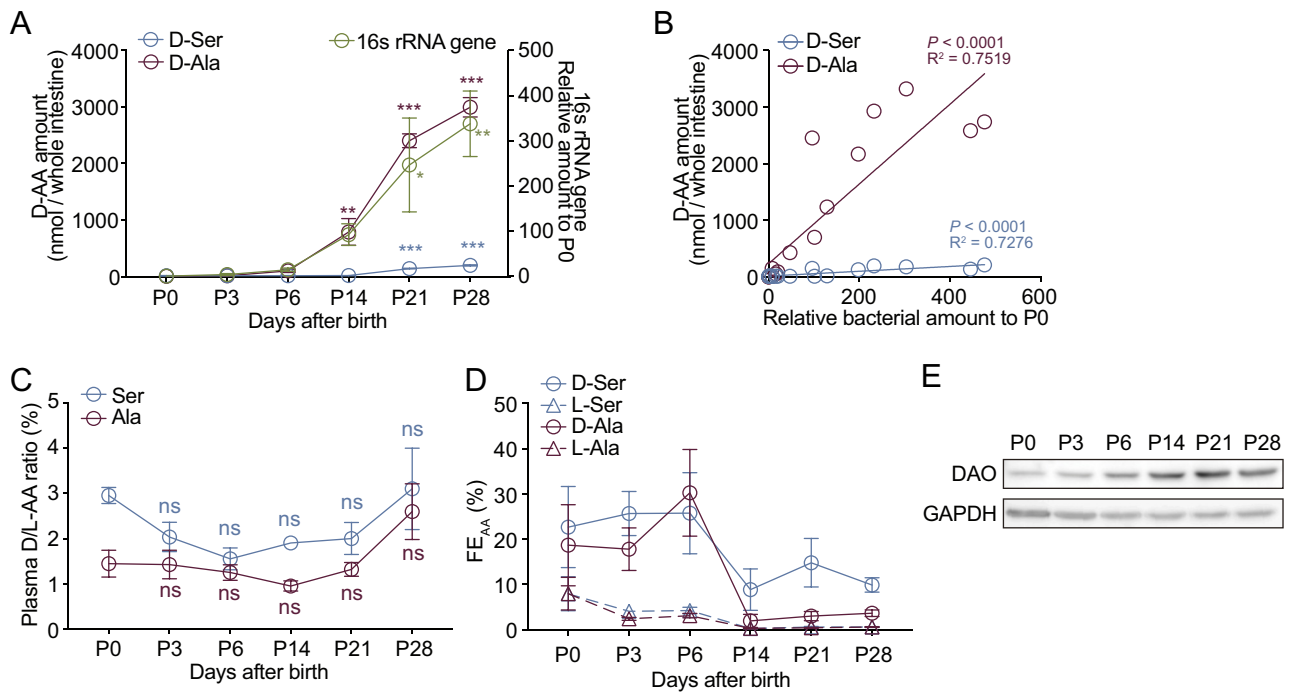 A
D-Ser
D-Ala
16s rRNA gene
D-AA amount
(nmol / whole intestine)
4000
3000
2000
1000
0
500
400
300
200
100
0
16s rRNA gene
Relative amount to P0
**
***
*
***
***
**
***
P0 P3 P6 P14 P21 P28
Days after birth
B
D-Ser
D-Ala
D-AA amount
(nmol / whole intestine)
4000
3000
2000
1000
0
P < 0.0001
R² = 0.7519
P < 0.0001
R² = 0.7276
0 200 400 600
Relative bacterial amount to P0
C
Ser
Ala
Plasma D/L-AA ratio (%)
5
4
3
2
1
0
ns ns ns ns ns
ns ns ns ns ns
P0 P3 P6 P14 P21 P28
Days after birth
D
D-Ser
L-Ser
D-Ala
L-Ala
FE_AA (%)
50
40
30
20
10
0
P0 P3 P6 P14 P21 P28
Days after birth
E
P0 P3 P6 P14 P21 P28
DAO
GAPDH